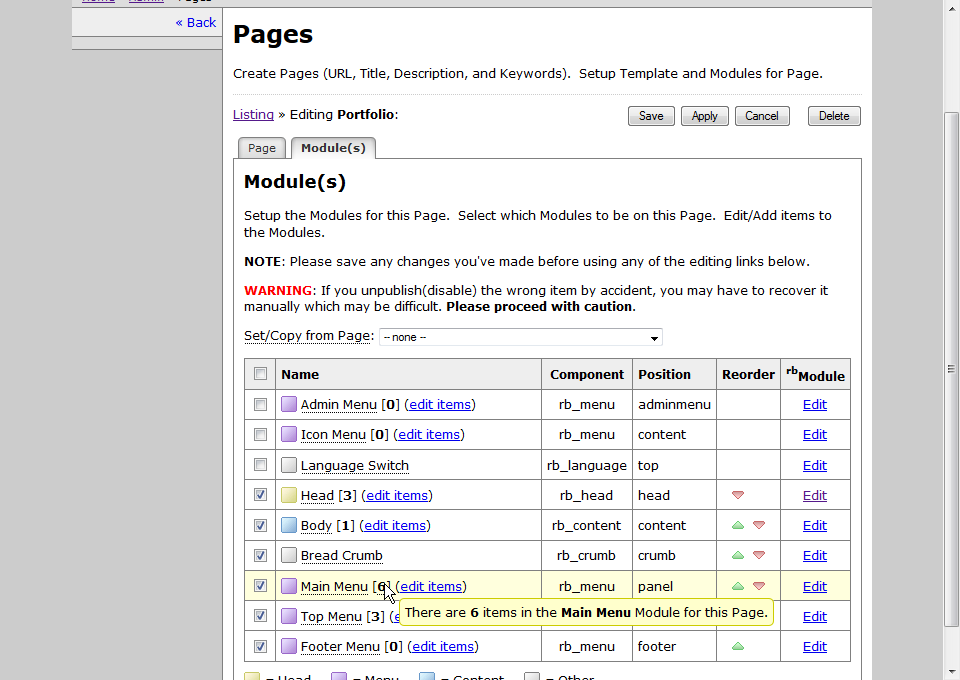 Home Admin Pages
« Back
Pages
Create Pages (URL, Title, Description, and Keywords). Setup Template and Modules for Page.
Listing » Editing Portfolio:
Save Apply Cancel Delete
Page Module(s)
Module(s)
Setup the Modules for this Page. Select which Modules to be on this Page. Edit/Add items to
the Modules.
NOTE: Please save any changes you've made before using any of the editing links below.
WARNING: If you unpublish(disable) the wrong item by accident, you may have to recover it
manually which may be difficult. Please proceed with caution.
Set/Copy from Page: -- none --
Name Component Position Reorder rbModule
Admin Menu [0] (edit items) rb_menu adminmenu Edit
Icon Menu [0] (edit items) rb_menu content Edit
Language Switch rb_language top Edit
Head [3] (edit items) rb_head head Edit
Body [1] (edit items) rb_content content Edit
Bread Crumb rb_crumb crumb Edit
Main Menu [6] (edit items) rb_menu panel Edit
There are 6 items in the Main Menu Module for this Page.
Top Menu [3] Edit
Footer Menu [0] (edit items) rb_menu footer Edit
= Head = Menu = Content = Other